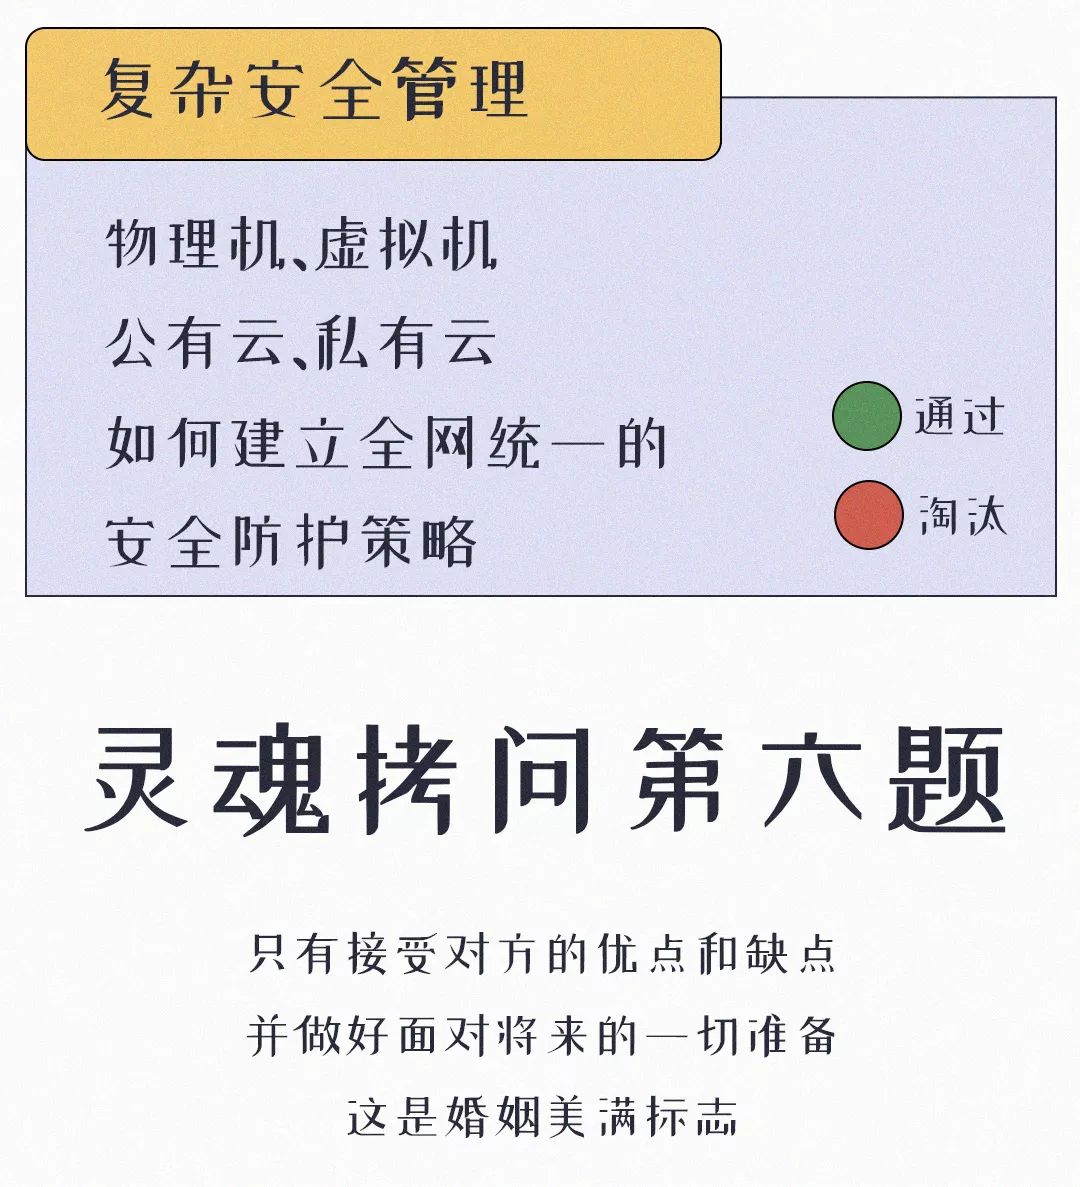 复杂安全管理
物理机、虚拟机
公有云、私有云
如何建立全网统一的
安全防护策略
通过
淘汰
灵魂拷问第六题
只有接受对方的优点和缺点
并做好面对将来的一切准备
这是婚姻美满标志